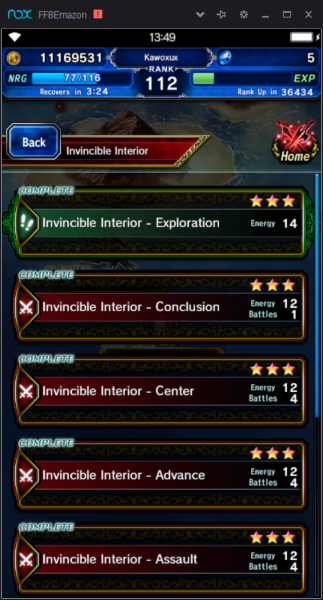 nox FFBEmazon
13:49
11169531 Kawoxux 5
NRG 77/116 RANK 112 EXP
Recovers in 3:24 Rank Up in 36434
Back Invincible Interior Home
COMPLETE
Invincible Interior - Exploration Energy 14
COMPLETE
Invincible Interior - Conclusion Energy 12
Battles 1
COMPLETE
Invincible Interior - Center Energy 12
Battles 4
COMPLETE
Invincible Interior - Advance Energy 12
Battles 4
COMPLETE
Invincible Interior - Assault Energy 12
Battles 4